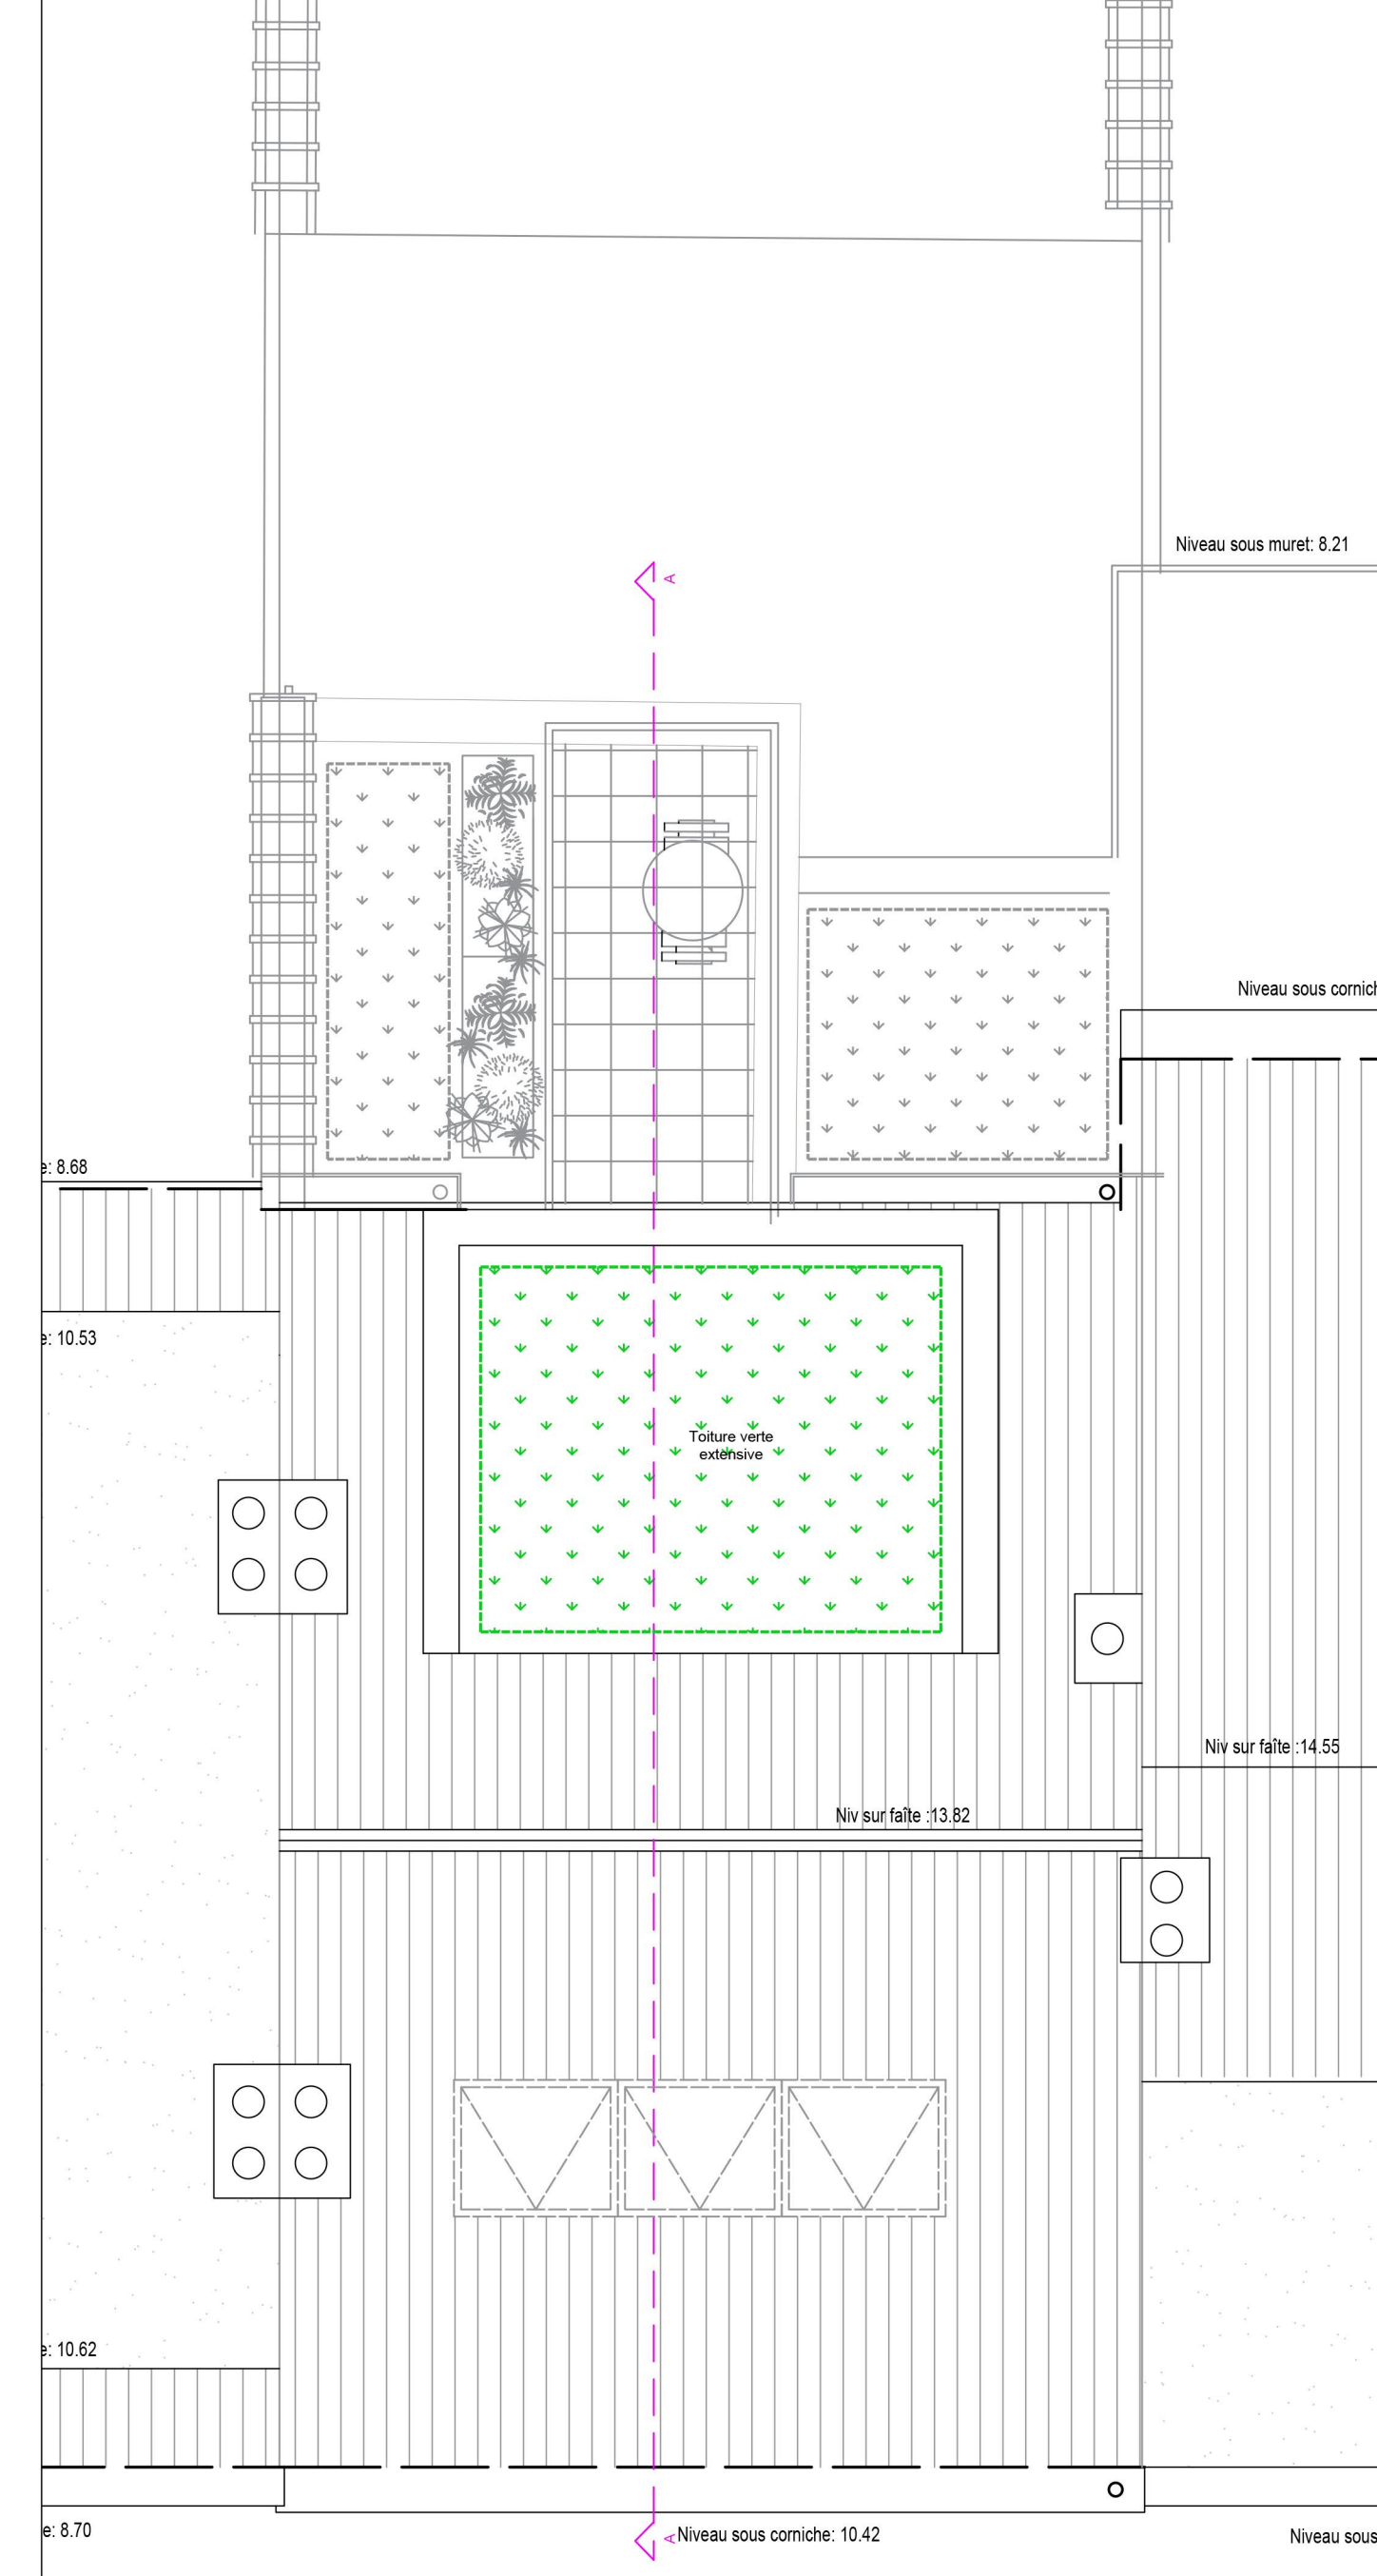 Niveau sous muret: 8.21
A
Niveau sous cornich
e: 8.68
e: 10.53
Toiture verte
extensive
Niv sur faîte :14.55
Niv sur faîte :13.82
e: 10.62
e: 8.70
A
Niveau sous corniche: 10.42
Niveau sous